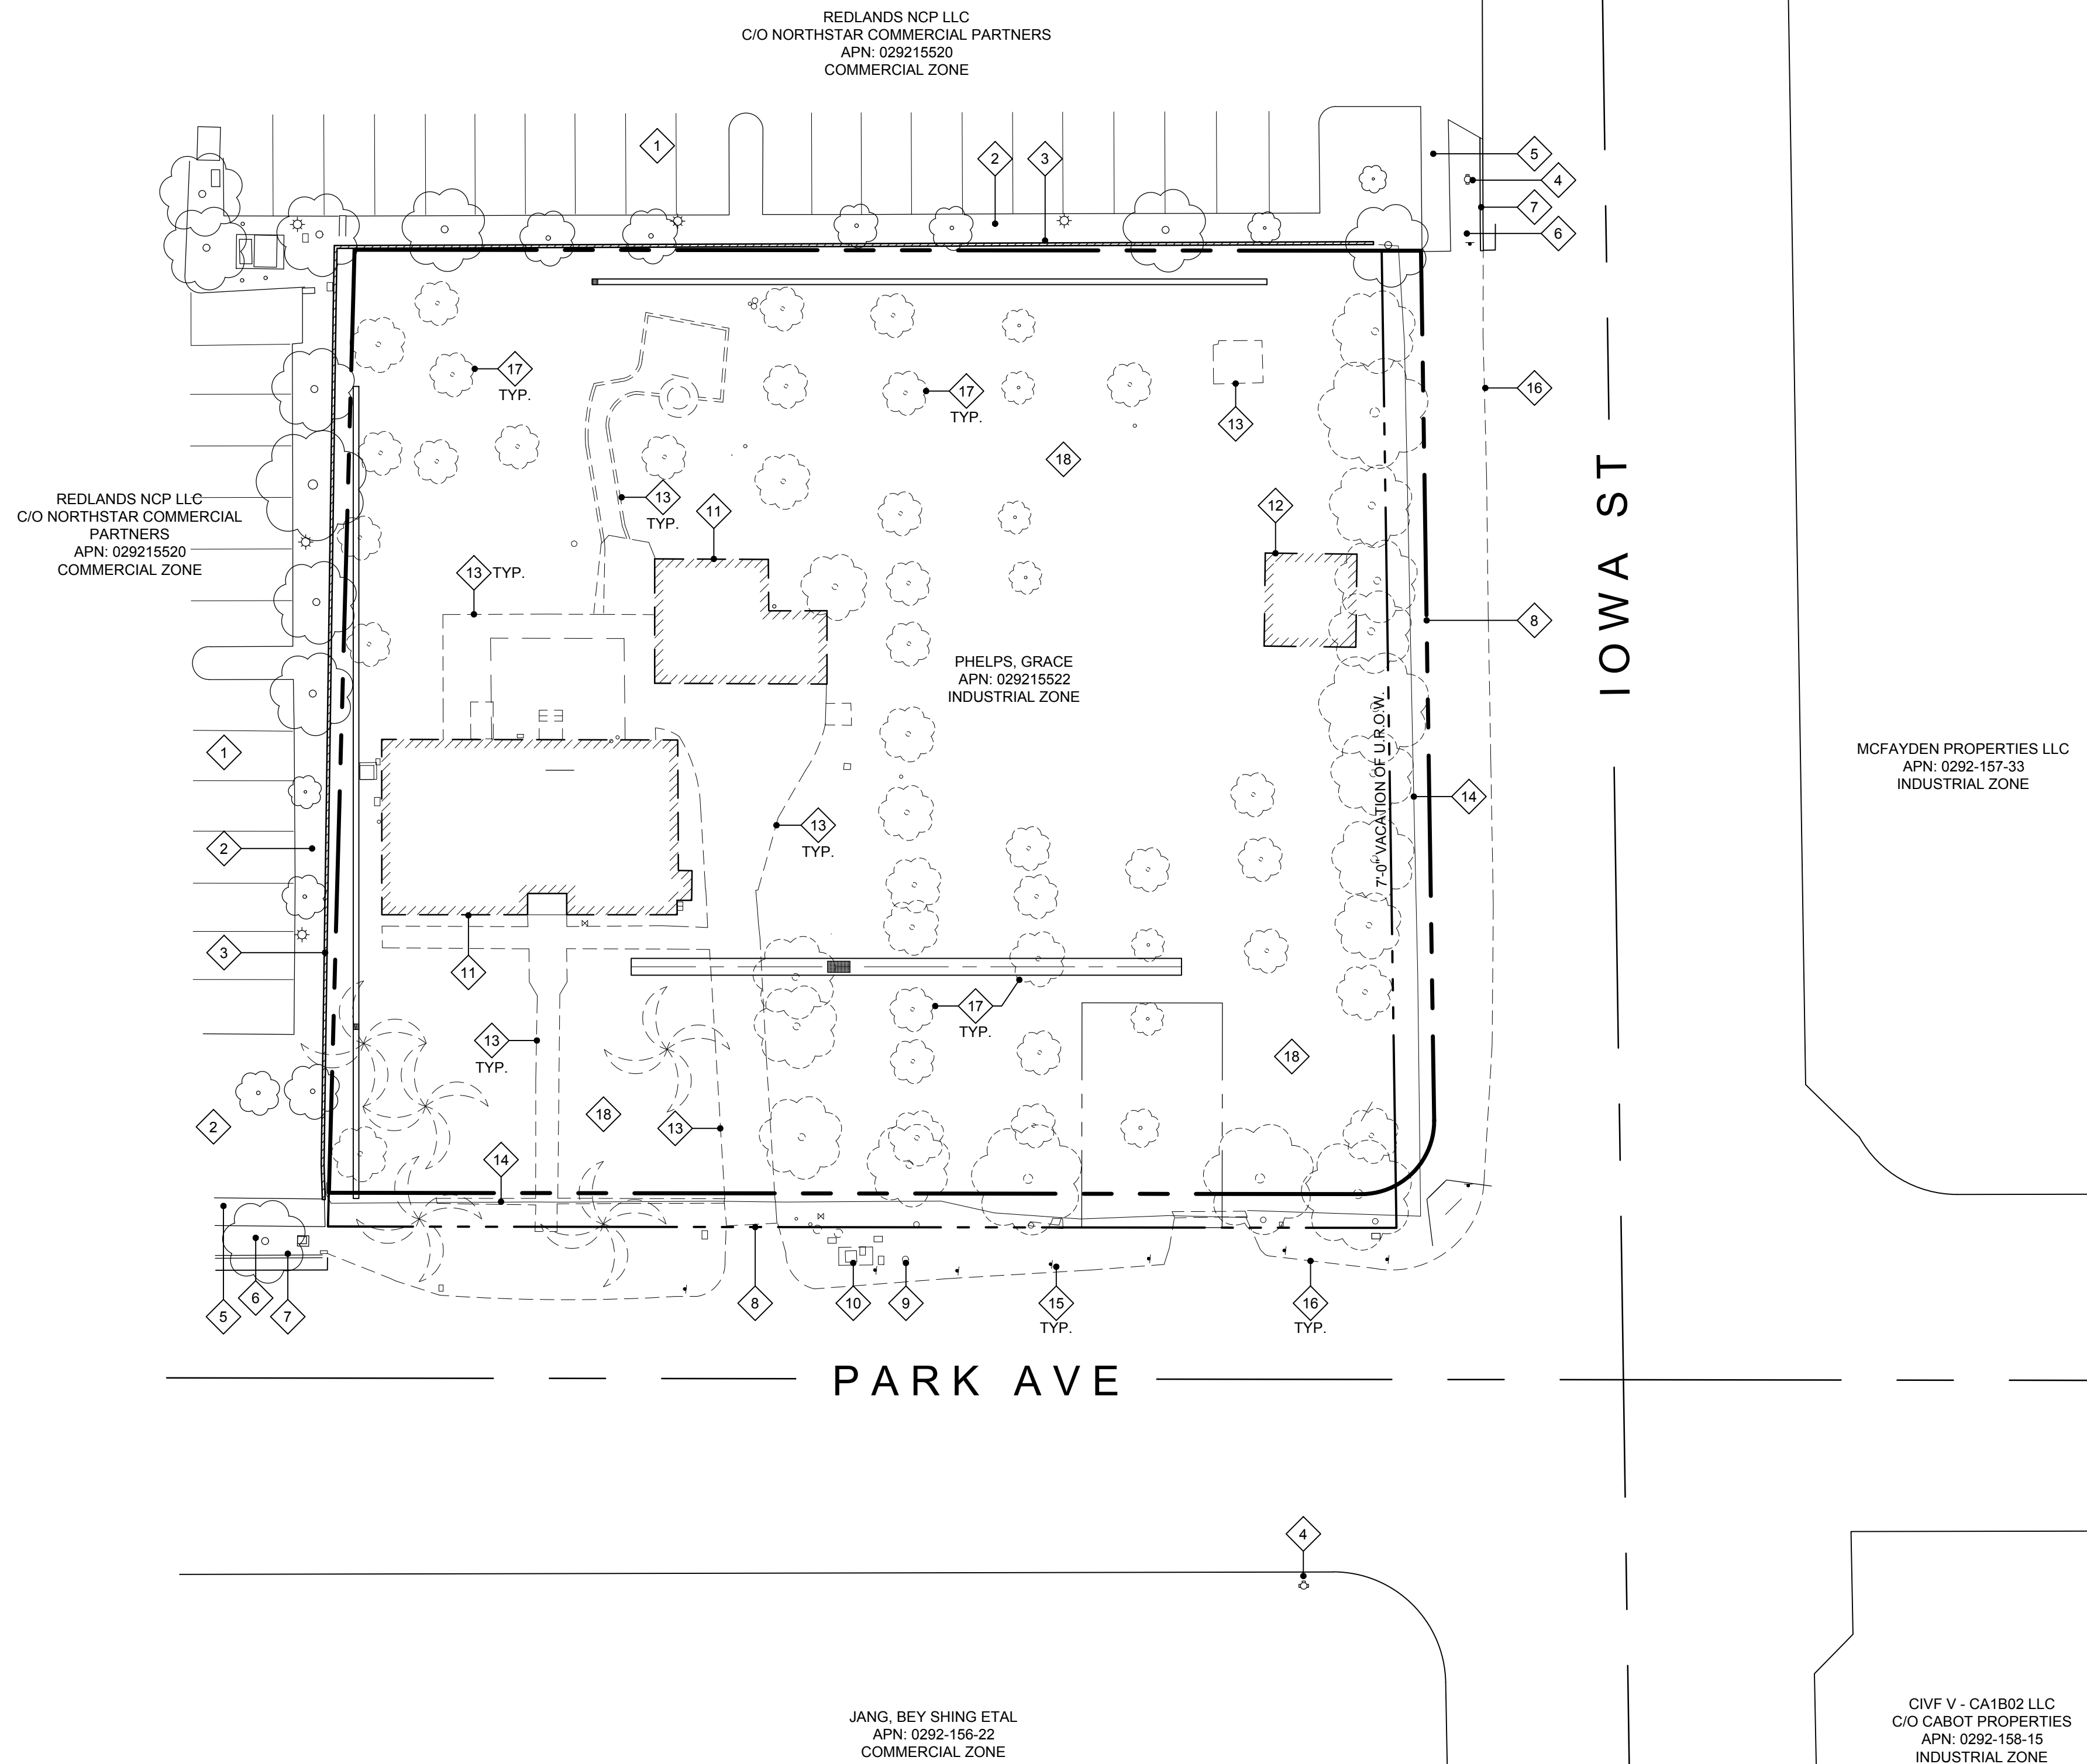 REDLANDS NCP LLC
C/O NORTHSTAR COMMERCIAL PARTNERS
APN: 029215520
COMMERCIAL ZONE
1
2
3
5
4
7
6
17
TYP.
17
TYP.
16
13
18
REDLANDS NCP LLC
C/O NORTHSTAR COMMERCIAL
PARTNERS
APN: 029215520
COMMERCIAL ZONE
13
TYP.
11
12
13 TYP.
IOWA ST
8
PHELPS, GRACE
APN: 029215522
INDUSTRIAL ZONE
7'-0" VACATION OF U.R.O.W.
1
MCFAYDEN PROPERTIES LLC
APN: 0292-157-33
INDUSTRIAL ZONE
14
13
TYP.
2
3
11
17
TYP.
13
TYP.
18
18
13
2
14
5
6
7
8
10
9
15
TYP.
16
TYP.
PARK AVE
4
JANG, BEY SHING ETAL
APN: 0292-156-22
COMMERCIAL ZONE
CIVF V - CA1B02 LLC
C/O CABOT PROPERTIES
APN: 0292-158-15
INDUSTRIAL ZONE